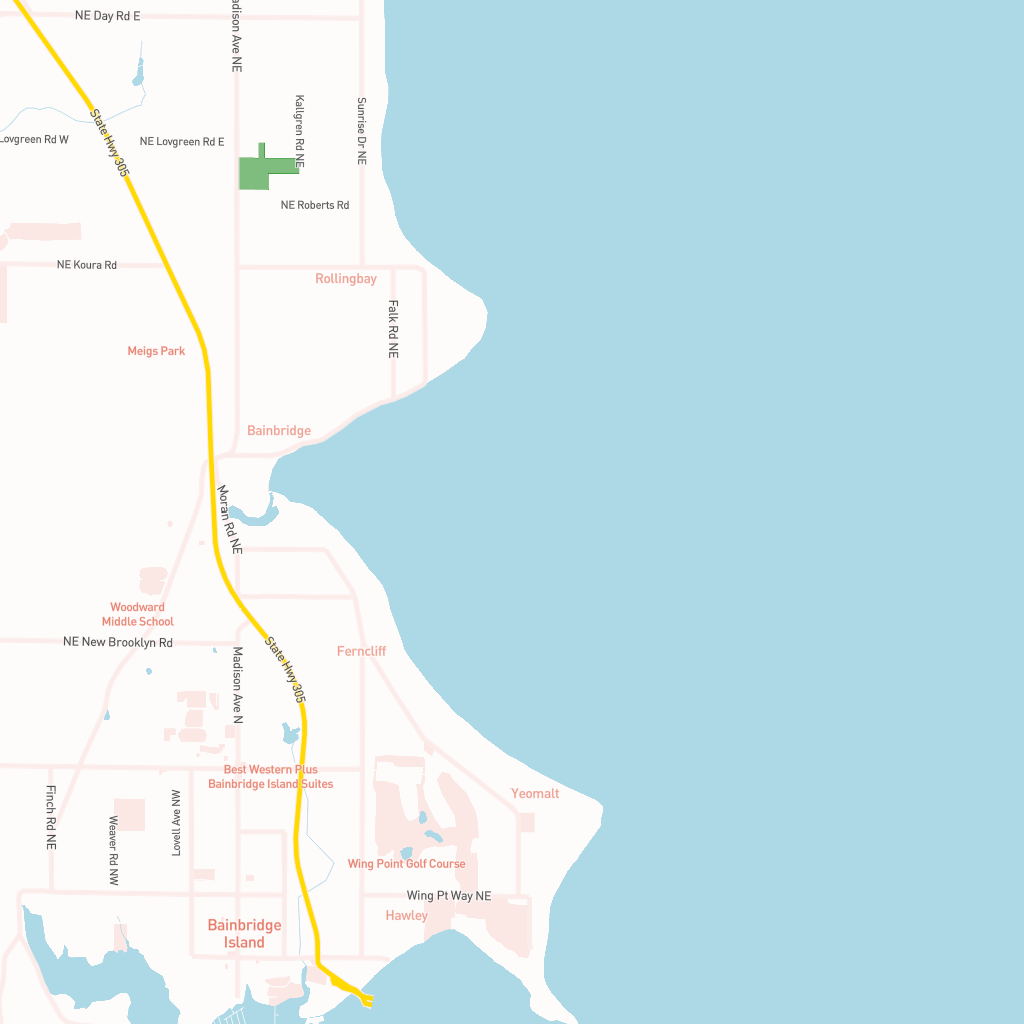 NE Day Rd E
adison Ave NE
Kallgren Rd NE
Sunrise Dr NE
State Hwy 305
Lovgreen Rd W
NE Lovgreen Rd E
NE Roberts Rd
NE Koura Rd
Rollingbay
Falk Rd NE
Meigs Park
Bainbridge
Moran Rd NE
Woodward
Middle School
NE New Brooklyn Rd
State Hwy 305
Ferncliff
Madison Ave N
Best Western Plus
Bainbridge Island Suites
Finch Rd NE
Weaver Rd NW
Lovell Ave NW
Yeomalt
Wing Point Golf Course
Wing Pt Way NE
Hawley
Bainbridge
Island